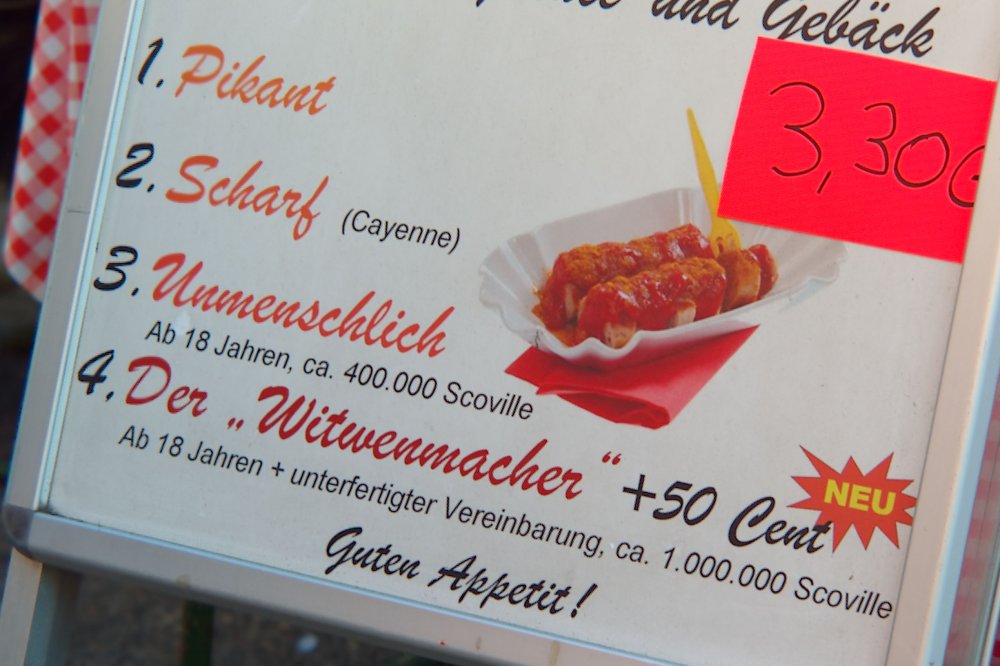 und Gebäck
3,30€
1. Pikant
2. Scharf (Cayenne)
3. Unmenschlich
Ab 18 Jahren, ca. 400.000 Scoville
4. Der „Witwenmacher“ +50 Cent
NEU
Ab 18 Jahren + unterfertigter Vereinbarung, ca. 1.000.000 Scoville
Guten Appetit!